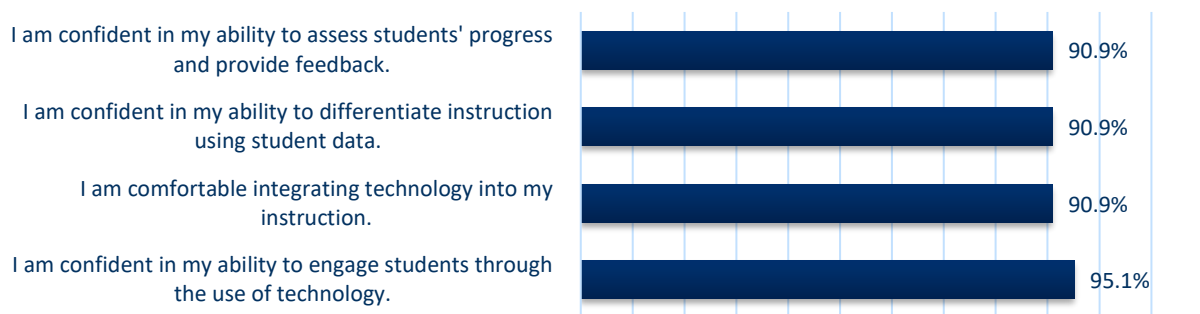 I am confident in my ability to assess students' progress
and provide feedback.
90.9%
I am confident in my ability to differentiate instruction
using student data.
90.9%
I am comfortable integrating technology into my
instruction.
90.9%
I am confident in my ability to engage students through
the use of technology.
95.1%